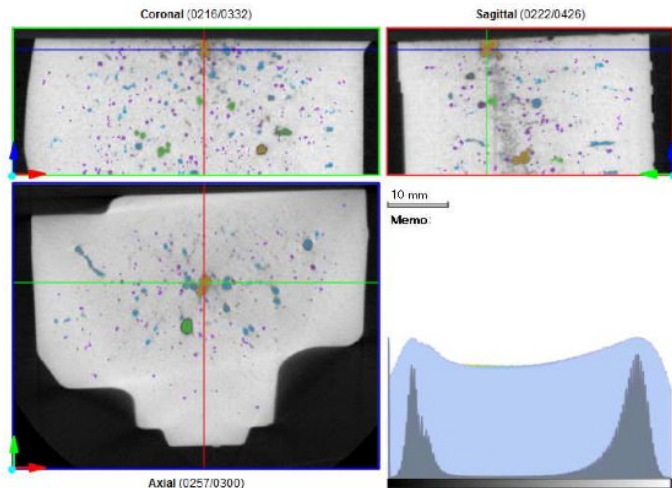 Coronal (0216/0332)
Sagittal (0222/0426)
10 mm
Memo:
Axial (0257/0300)